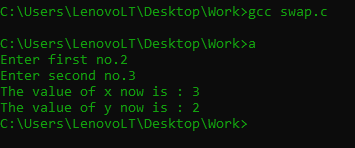 C:\Users\LenovoLT\Desktop\Work>gcc swap.c
C:\Users\LenovoLT\Desktop\Work>a
Enter first no.2
Enter second no.3
The value of x now is : 3
The value of y now is : 2
C:\Users\LenovoLT\Desktop\Work>